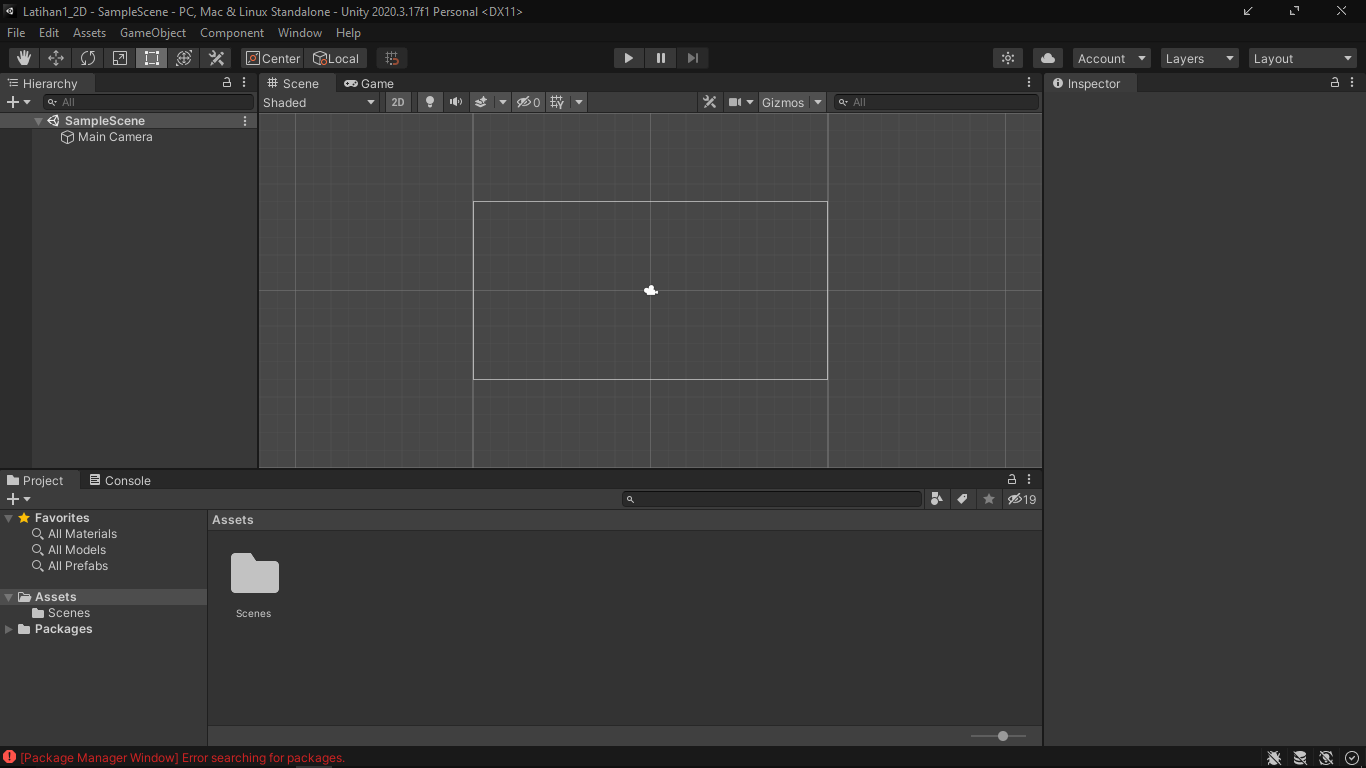 Latihan1_2D - SampleScene - PC, Mac & Linux Standalone - Unity 2020.3.17f1 Personal <DX11>
File Edit Assets GameObject Component Window Help
Center Local Account Layers Layout
Hierarchy
All
SampleScene
Main Camera
Scene Game
Shaded 2D 0 Gizmos All
Inspector
Project Console
19
Favorites
All Materials
All Models
All Prefabs
Assets
Scenes
Packages
Assets
Scenes
[Package Manager Window] Error searching for packages.